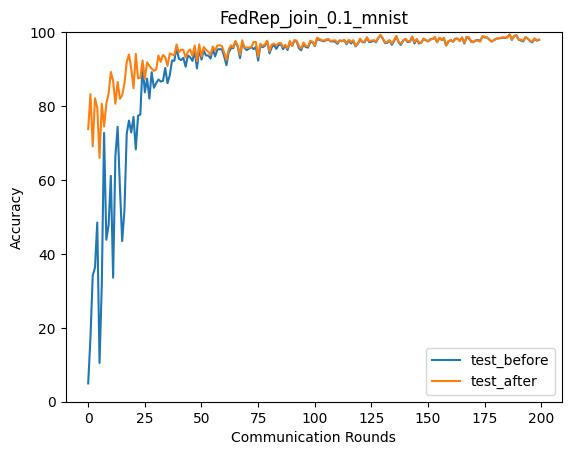 FedRep_join_0.1_mnist
100
80
60
40
20
0
Accuracy
0 25 50 75 100 125 150 175 200
Communication Rounds
test_before
test_after